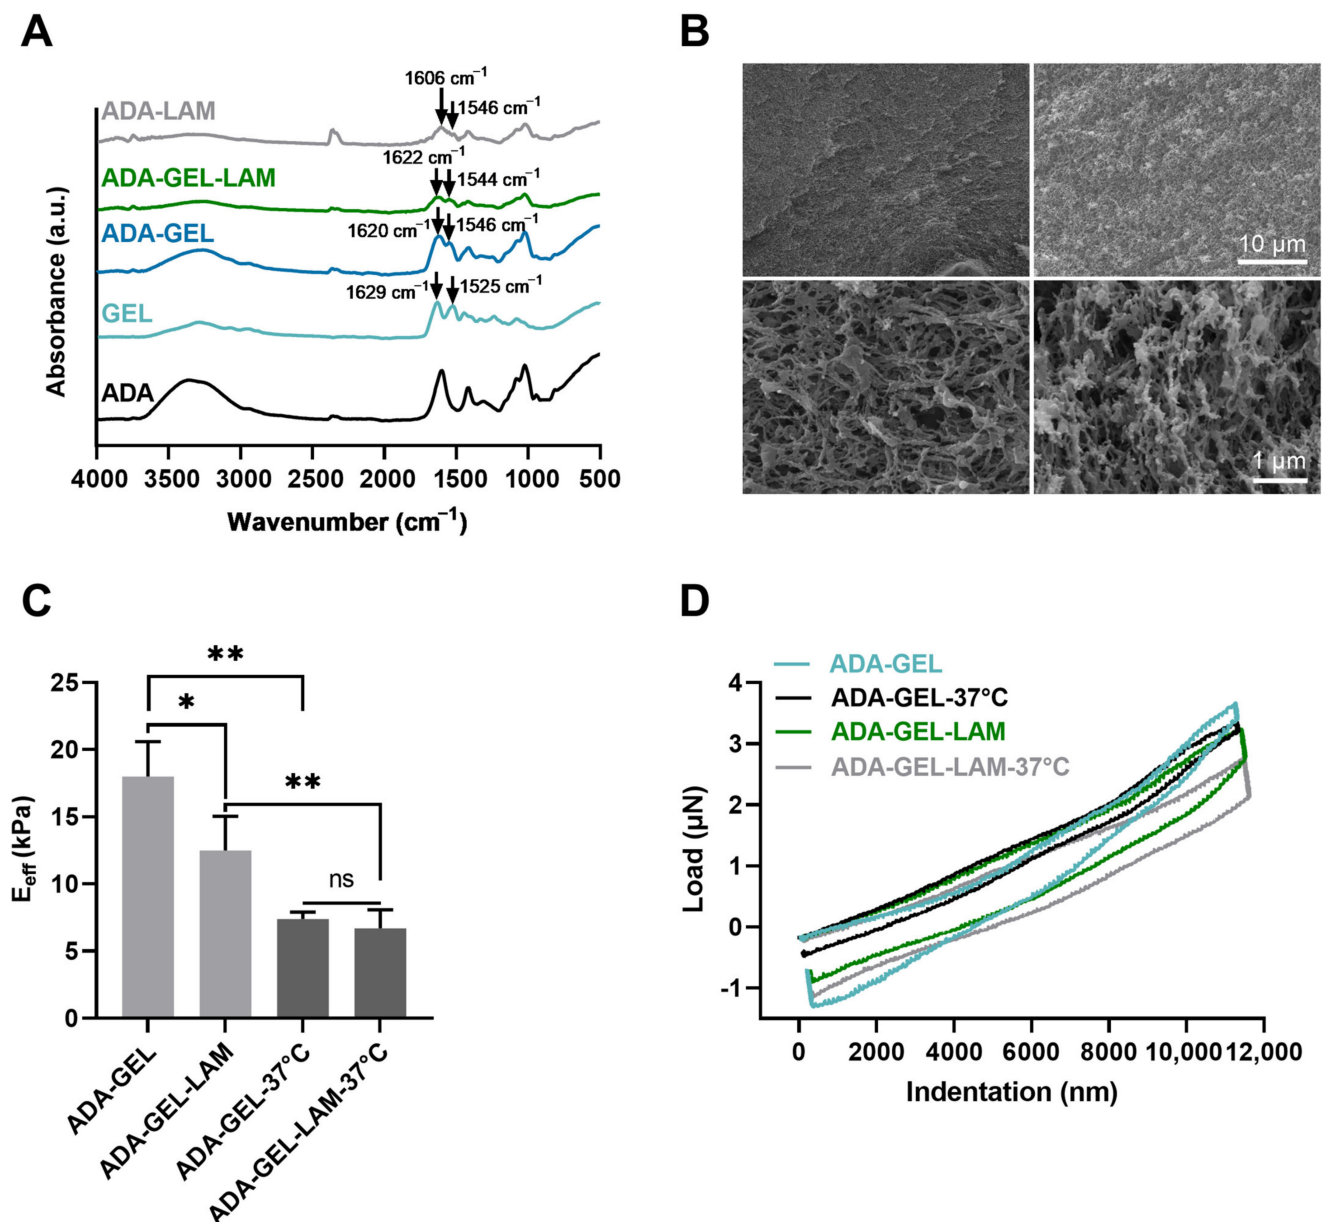 A
1606 cm⁻¹
ADA-LAM
1546 cm⁻¹
1622 cm⁻¹
ADA-GEL-LAM
1544 cm⁻¹
ADA-GEL
1620 cm⁻¹
1546 cm⁻¹
1629 cm⁻¹
1525 cm⁻¹
GEL
ADA
Absorbance (a.u.)
4000 3500 3000 2500 2000 1500 1000 500
Wavenumber (cm⁻¹)
B
10 µm
1 µm
C
**
*
**
ns
25
20
15
10
5
0
E_eff (kPa)
ADA-GEL
ADA-GEL-LAM
ADA-GEL-37°C
ADA-GEL-LAM-37°C
D
ADA-GEL
ADA-GEL-37°C
ADA-GEL-LAM
ADA-GEL-LAM-37°C
4
3
2
1
0
-1
Load (µN)
0 2000 4000 6000 8000 10,000 12,000
Indentation (nm)